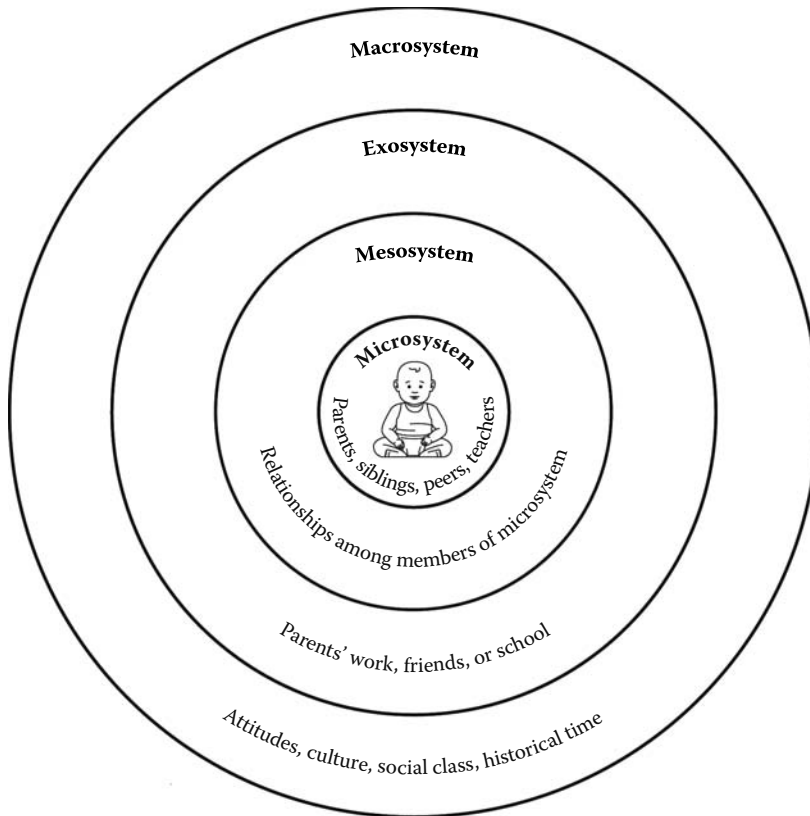 Macrosystem
Exosystem
Mesosystem
Microsystem
Parents, siblings, peers, teachers
Relationships among members of microsystem
Parents’ work, friends, or school
Attitudes, culture, social class, historical time